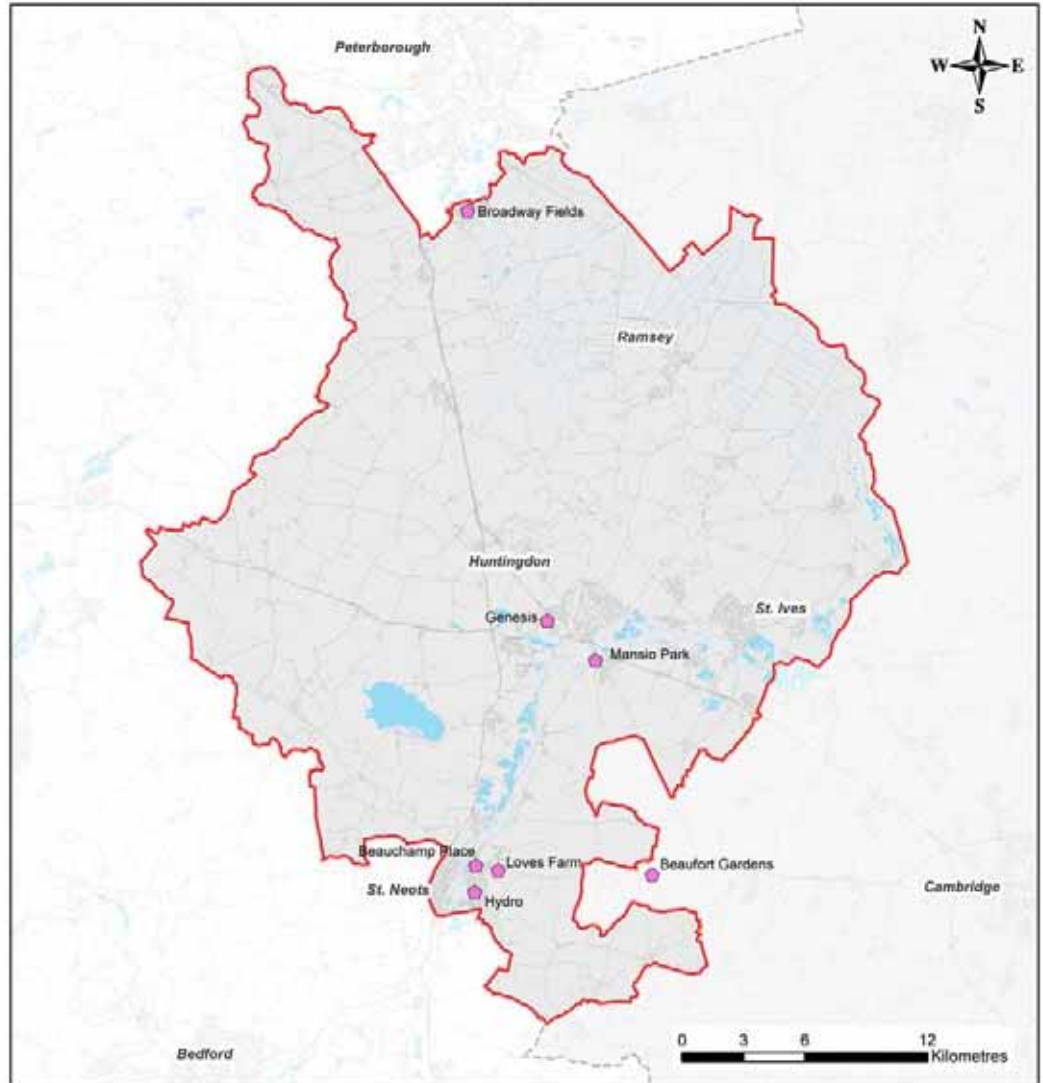 Peterborough
N
W E
S
Broadway Fields
Ramsey
Huntingdon
Genesis
St. Ives
Mansio Park
Beauchamp Place
Loves Farm
Beaufort Gardens
St. Neots
Hydro
Cambridge
Bedford
0 3 6 12
Kilometres